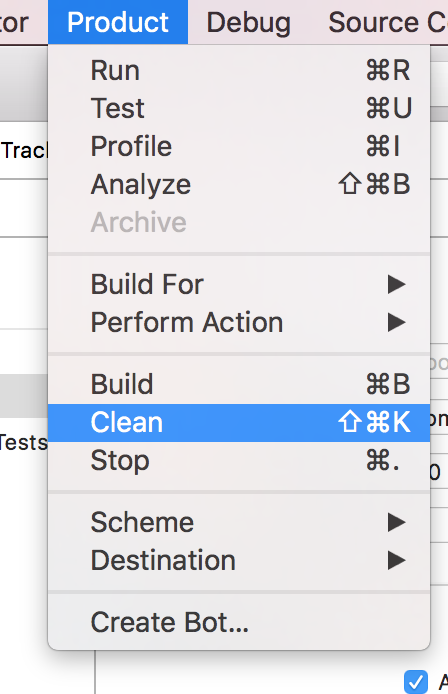 tor Product Debug Source C
Run ⌘R
Test ⌘U
Trac
Profile ⌘I
Analyze ⇧⌘B
Archive
Build For ▶
Perform Action ▶
Build ⌘B
Clean ⇧⌘K
Tests
Stop ⌘.
0
Scheme ▶
Destination ▶
Create Bot...
A